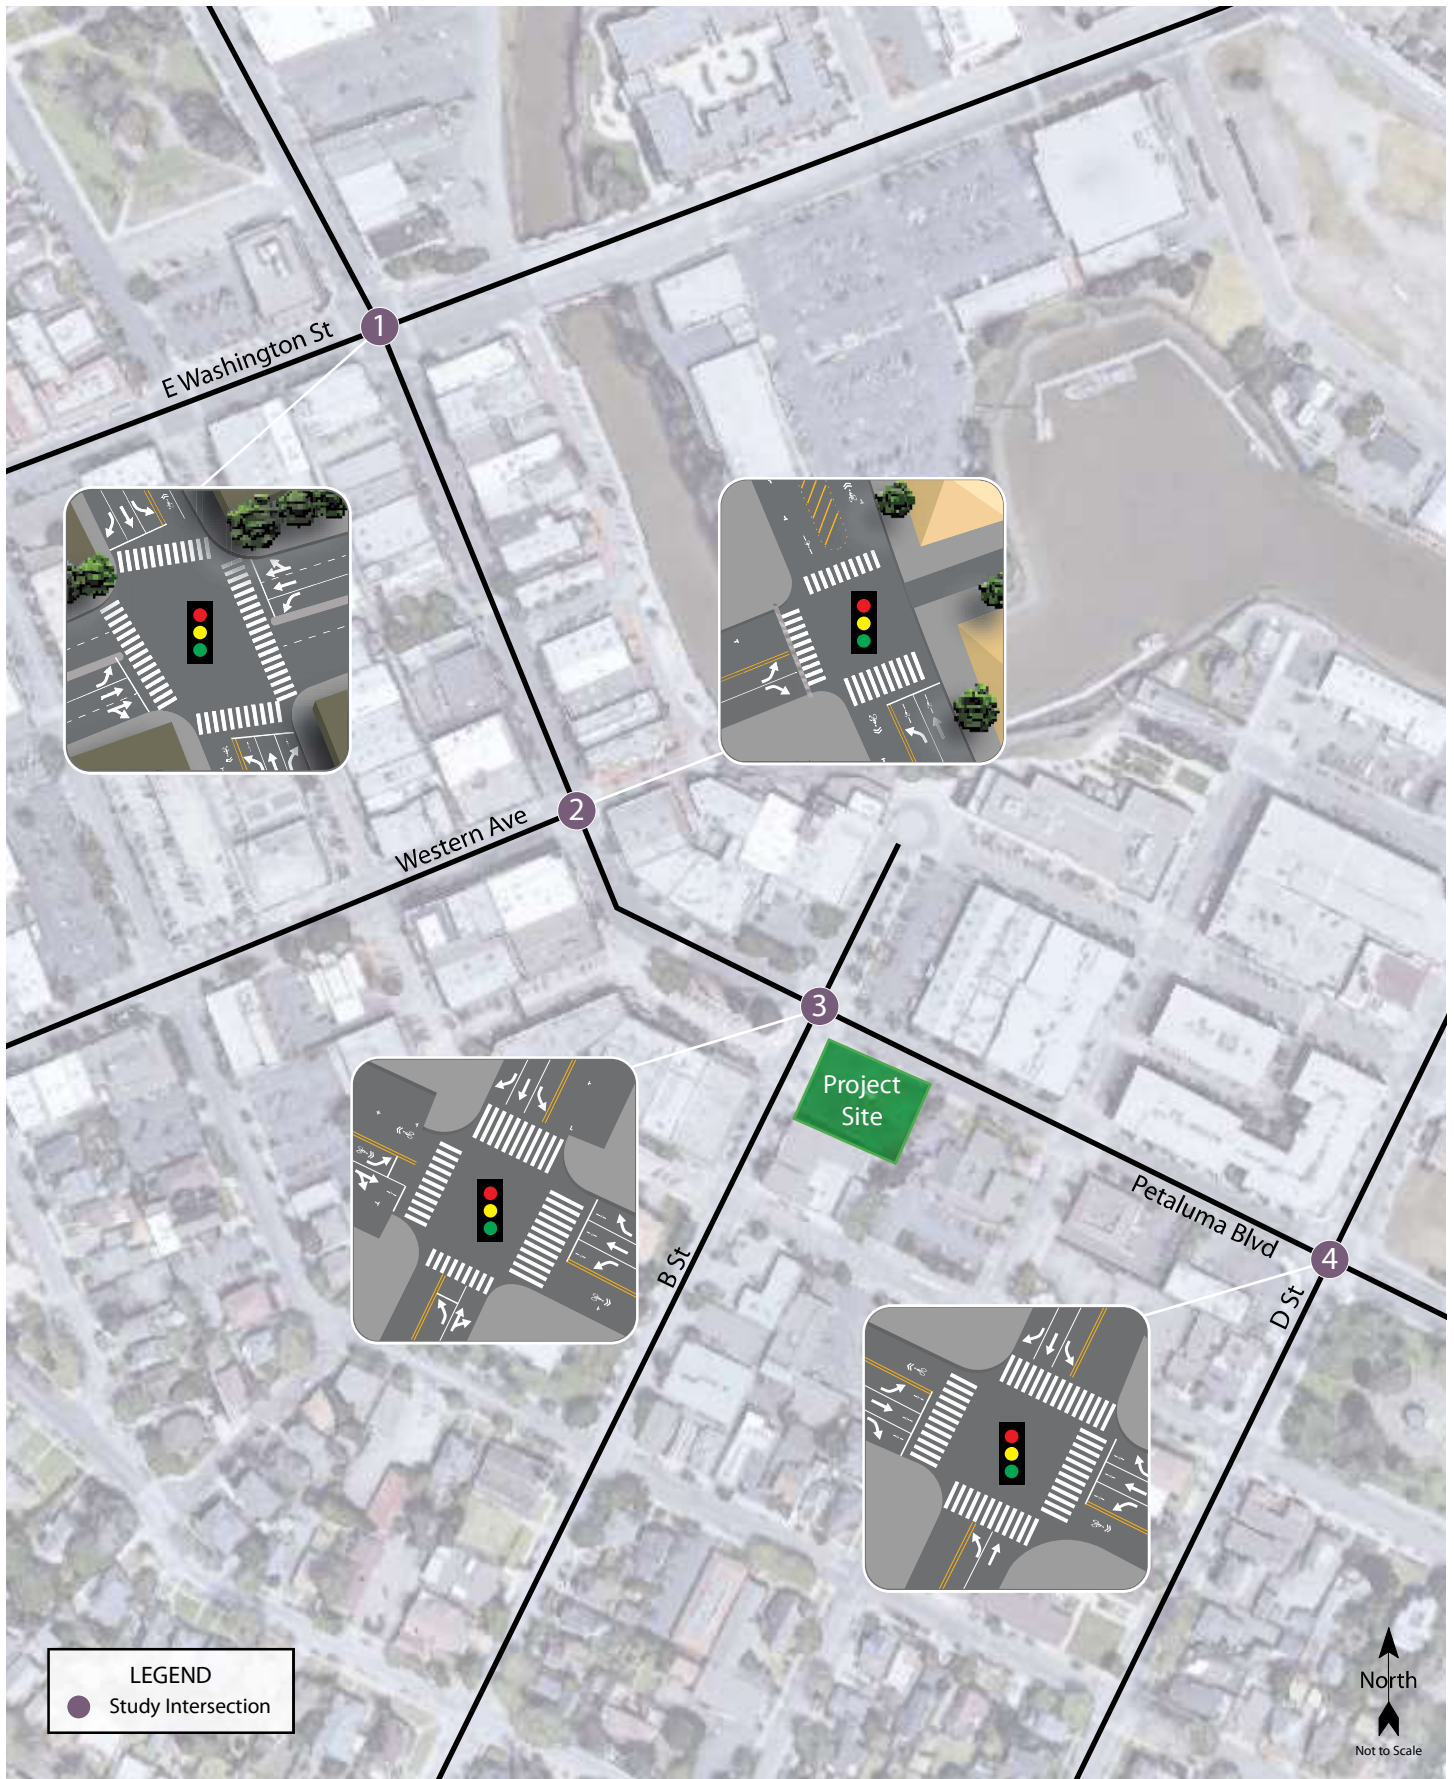 1
E Washington St
2
Western Ave
3
Project
Site
Petaluma Blvd
4
B St
D St
LEGEND
Study Intersection
North
Not to Scale